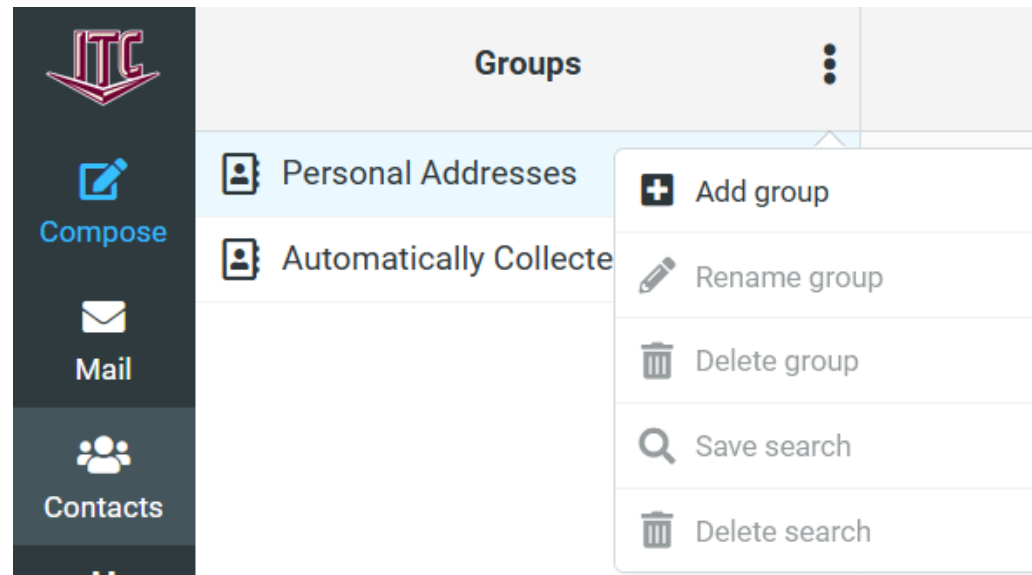 ITC
Groups
Compose
Mail
Contacts
Personal Addresses
Automatically Collecte
Add group
Rename group
Delete group
Save search
Delete search